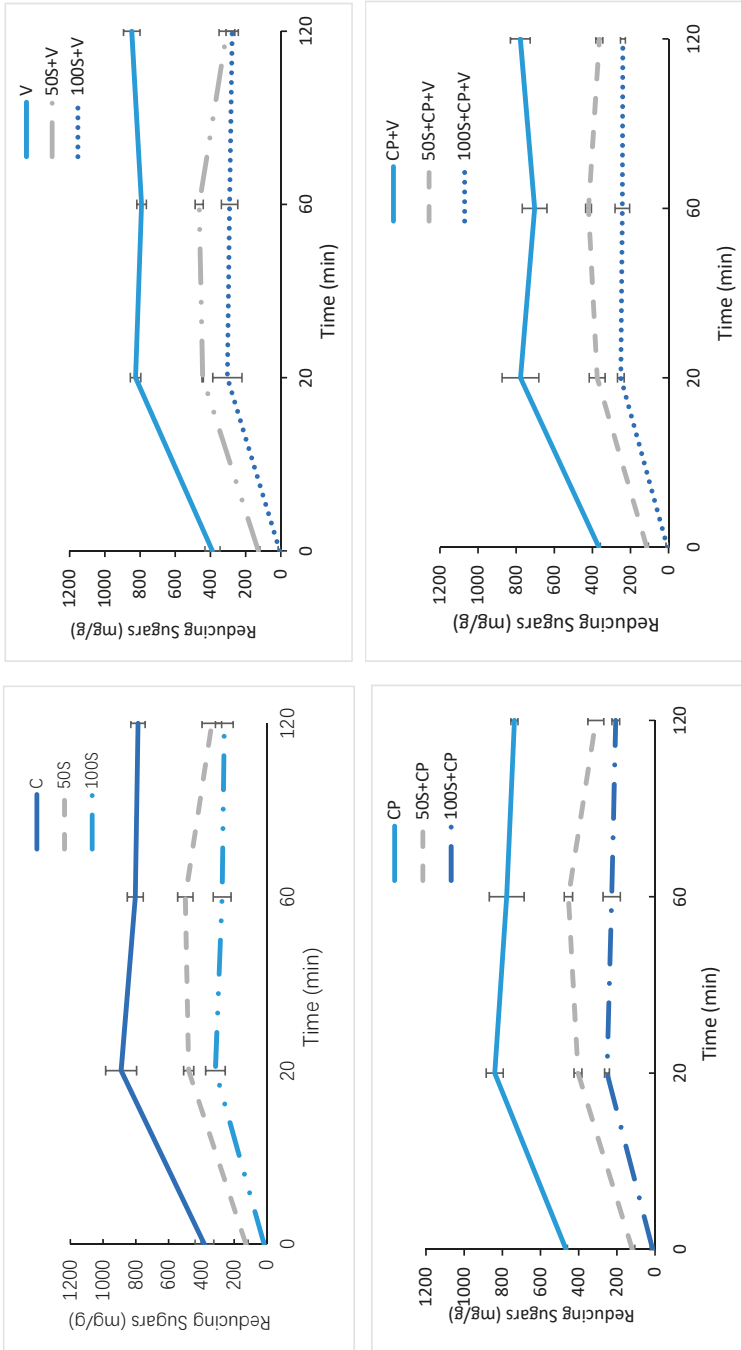 Reducing Sugars (mg/g)
1200
1000
800
600
400
200
0
0
20
60
120
Time (min)
C
50S
100S
Reducing Sugars (mg/g)
1200
1000
800
600
400
200
0
0
20
60
120
Time (min)
V
50S+V
100S+V
Reducing Sugars (mg/g)
1200
1000
800
600
400
200
0
0
20
60
120
Time (min)
CP
50S+CP
100S+CP
Reducing Sugars (mg/g)
1200
1000
800
600
400
200
0
0
20
60
120
Time (min)
CP+V
50S+CP+V
100S+CP+V